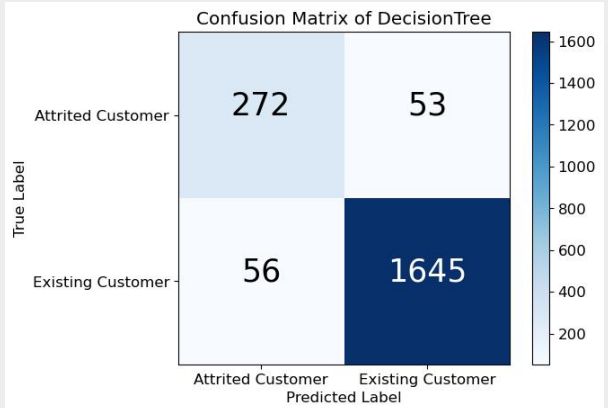 Confusion Matrix of DecisionTree
True Label
Attrited Customer
272
53
Existing Customer
56
1645
Attrited Customer
Existing Customer
Predicted Label
1600
1400
1200
1000
800
600
400
200